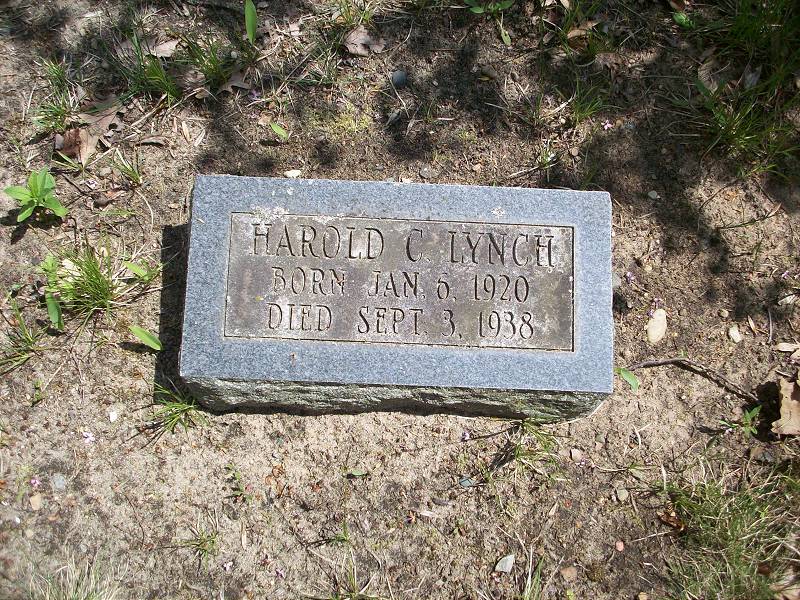 HAROLD C. LYNCH
BORN JAN. 6, 1920
DIED SEPT. 3, 1938